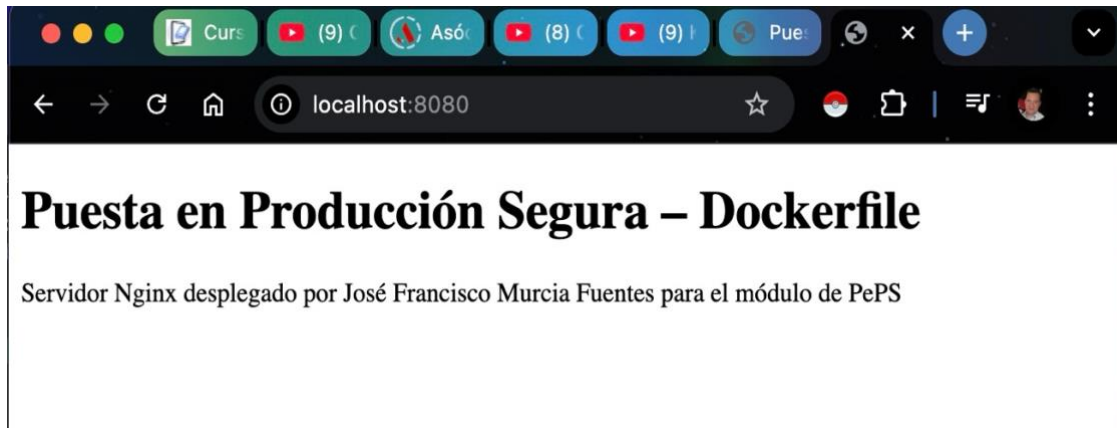 Curs
(9) (
Asó
(8) (
(9)
Pue
localhost:8080
Puesta en Producción Segura – Dockerfile
Servidor Nginx desplegado por José Francisco Murcia Fuentes para el módulo de PePS